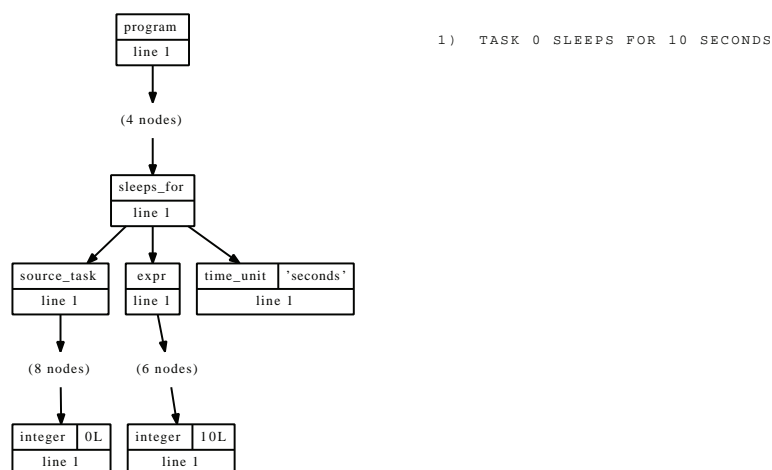 program
line 1
1) TASK 0 SLEEPS FOR 10 SECONDS
(4 nodes)
sleeps_for
line 1
source_task expr time_unit 'seconds'
line 1 line 1 line 1
(8 nodes) (6 nodes)
integer 0L integer 10L
line 1 line 1